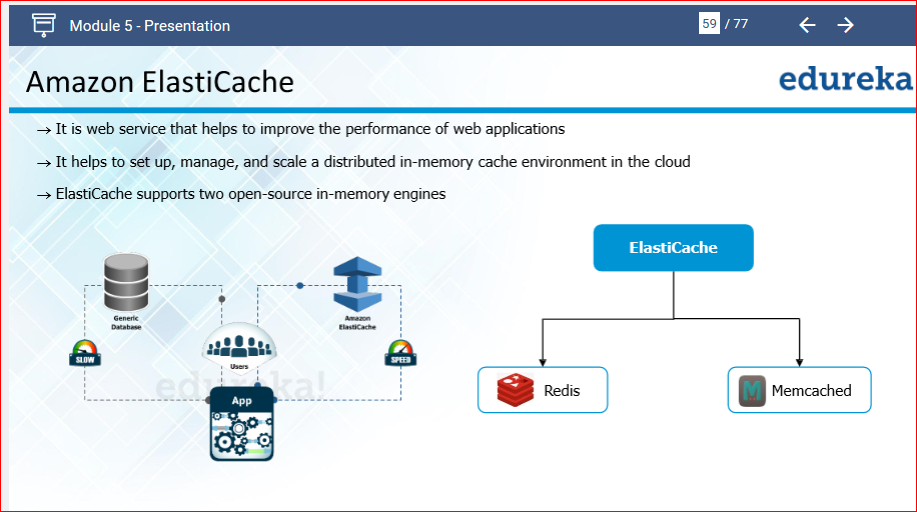 Module 5 - Presentation
59 / 77
Amazon ElastiCache
edureka
→ It is web service that helps to improve the performance of web applications
→ It helps to set up, manage, and scale a distributed in-memory cache environment in the cloud
→ ElastiCache supports two open-source in-memory engines
ElastiCache
Generic
Database
Amazon
ElastiCache
SLOW
Users
SPEED
edureka!
App
Redis
Memcached